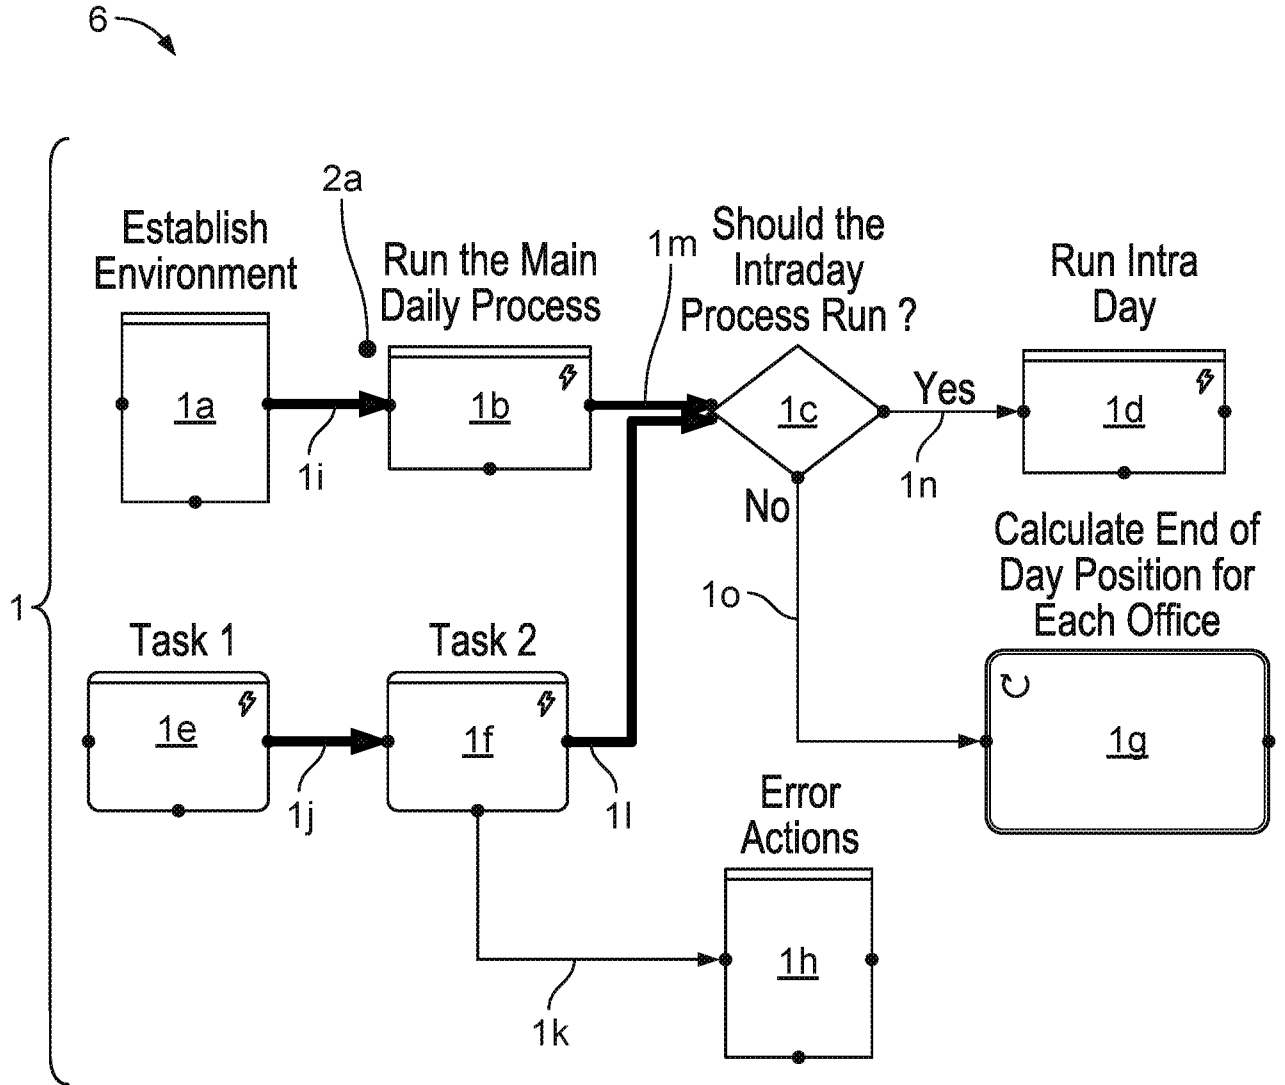 6
2a
Establish
Environment
1a
1i
Run the Main
Daily Process
1b
1m
Should the
Intraday
Process Run ?
1c
Yes
1n
No
1o
Run Intra
Day
1d
Calculate End of
Day Position for
Each Office
1g
1
Task 1
1e
1j
Task 2
1f
1l
1k
Error
Actions
1h